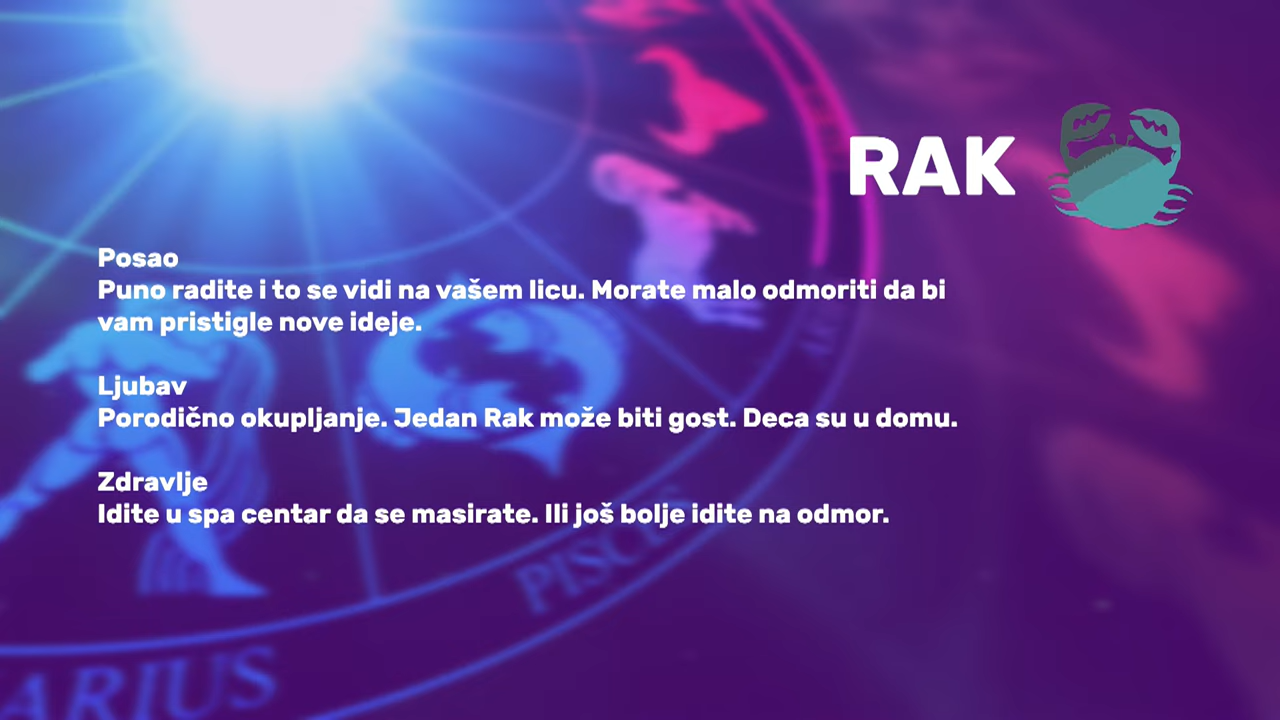 RAK
Posao
Puno radite i to se vidi na vašem licu. Morate malo odmoriti da bi
vam pristigle nove ideje.
Ljubav
Porodično okupljanje. Jedan Rak može biti gost. Deca su u domu.
Zdravlje
Idite u spa centar da se masirate. Ili još bolje idite na odmor.
PISCES
ARIUS